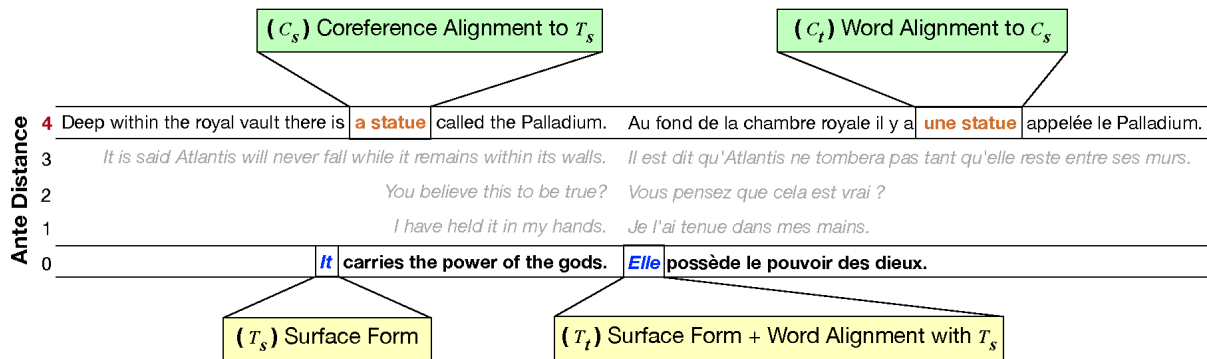 (Cs) Coreference Alignment to Ts
(Ct) Word Alignment to Cs
Ante Distance
4 Deep within the royal vault there is a statue called the Palladium. Au fond de la chambre royale il y a une statue appelée le Palladium.
3 It is said Atlantis will never fall while it remains within its walls. Il est dit qu'Atlantis ne tombera pas tant qu'elle reste entre ses murs.
2 You believe this to be true? Vous pensez que cela est vrai ?
1 I have held it in my hands. Je l'ai tenue dans mes mains.
0 It carries the power of the gods. Elle possède le pouvoir des dieux.
(Ts) Surface Form
(Tt) Surface Form + Word Alignment with Ts